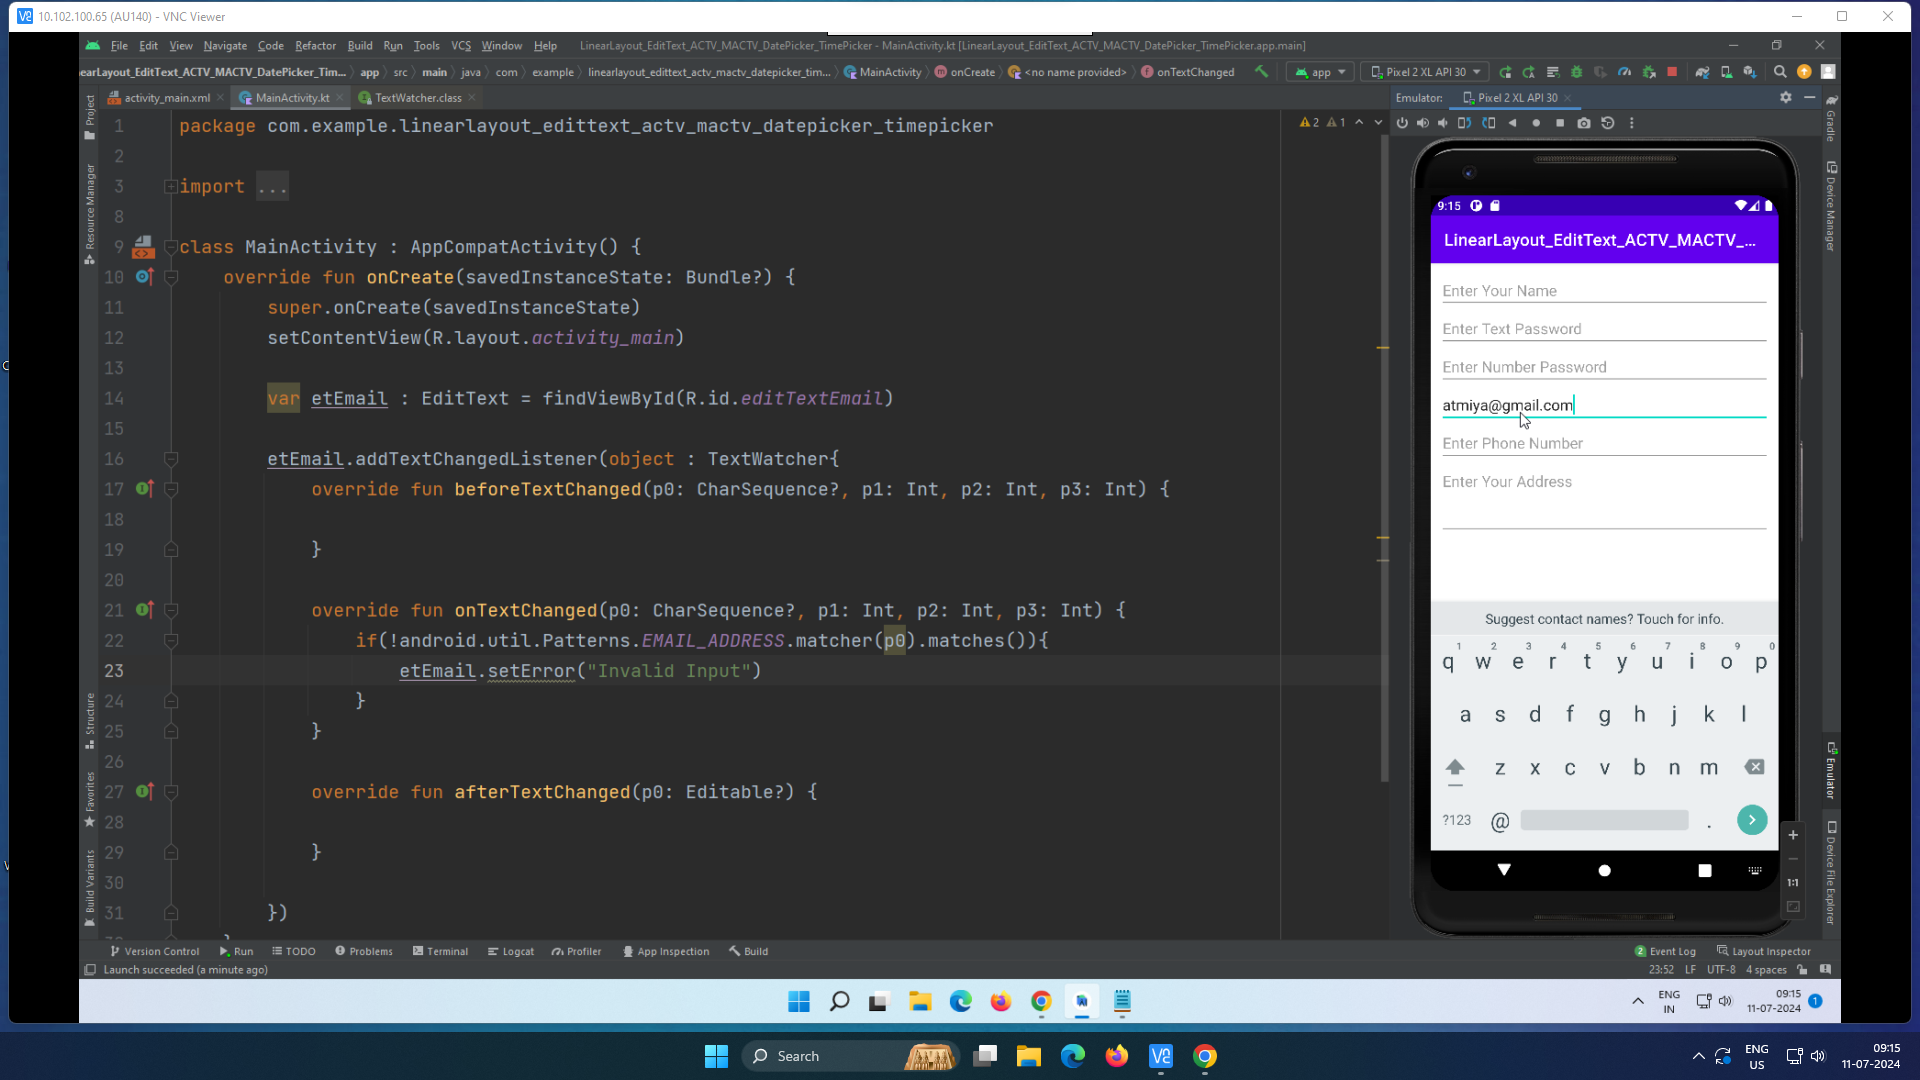 10.102.100.65 (AU140) - VNC Viewer
File Edit View Navigate Code Refactor Build Run Tools VCS Window Help LinearLayout_EditText_ACTV_MACTV_DatePicker_TimePicker - MainActivity.kt [LinearLayout_EditText_ACTV_MACTV_DatePicker_TimePicker.app.main]
earLayout_EditText_ACTV_MACTV_DatePicker_Tim... app src main java com example linearlayout_edittext_actv_mactv_datepicker_tim... MainActivity onCreate <no name provided> onTextChanged app Pixel 2 XL API 30
activity_main.xml MainActivity.kt TextWatcher.class Emulator: Pixel 2 XL API 30
Project
Resource Manager
Structure
Favorites
Build Variants
2 1
1 package com.example.linearlayout_edittext_actv_mactv_datepicker_timepicker
2
3 import ...
8
9 class MainActivity : AppCompatActivity() {
10 override fun onCreate(savedInstanceState: Bundle?) {
11 super.onCreate(savedInstanceState)
12 setContentView(R.layout.activity_main)
13
14 var etEmail : EditText = findViewById(R.id.editTextEmail)
15
16 etEmail.addTextChangedListener(object : TextWatcher{
17 override fun beforeTextChanged(p0: CharSequence?, p1: Int, p2: Int, p3: Int) {
18
19 }
20
21 override fun onTextChanged(p0: CharSequence?, p1: Int, p2: Int, p3: Int) {
22 if(!android.util.Patterns.EMAIL_ADDRESS.matcher(p0).matches()){
23 etEmail.setError("Invalid Input")
24 }
25 }
26
27 override fun afterTextChanged(p0: Editable?) {
28
29 }
30
31 })
9:15
LinearLayout_EditText_ACTV_MACTV_...
Enter Your Name
Enter Text Password
Enter Number Password
atmiya@gmail.com
Enter Phone Number
Enter Your Address
Suggest contact names? Touch for info.
1 2 3 4 5 6 7 8 9 0
q w e r t y u i o p
a s d f g h j k l
z x c v b n m
?123 @ .
1:1
Gradle
Device Manager
Emulator
Device File Explorer
Version Control Run TODO Problems Terminal Logcat Profiler App Inspection Build 2 Event Log Layout Inspector
Launch succeeded (a minute ago) 23:52 LF UTF-8 4 spaces
ENG
IN
09:15
11-07-2024
1
Search
ENG
US
09:15
11-07-2024